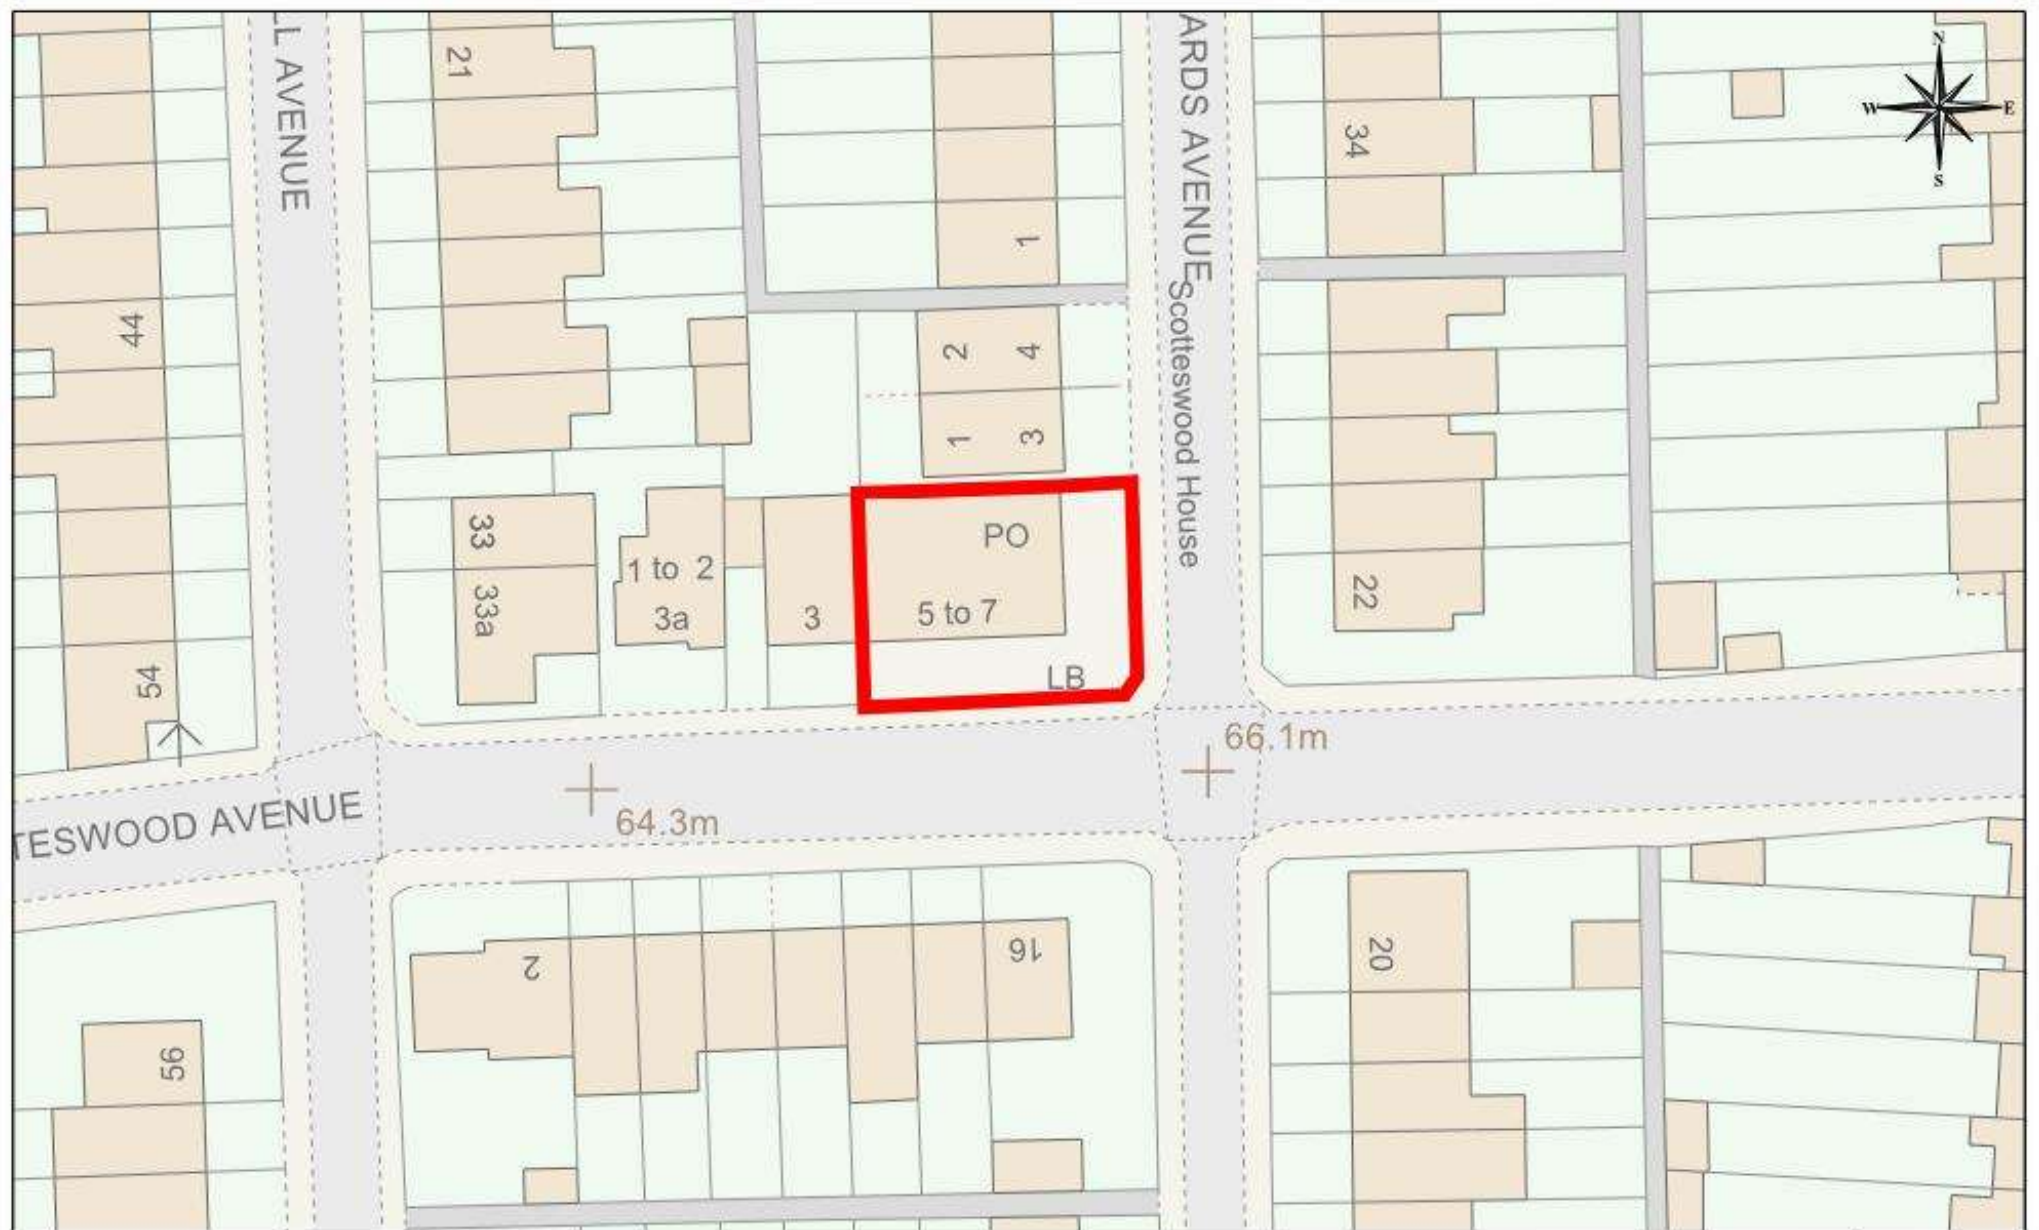 LL AVENUE
21
ARDS AVENUE
34
N
W
E
S
1
44
2
4
1
3
Scotteswood House
33
33a
1 to 2
3a
3
PO
5 to 7
LB
22
54
66.1m
64.3m
TESWOOD AVENUE
2
16
20
56